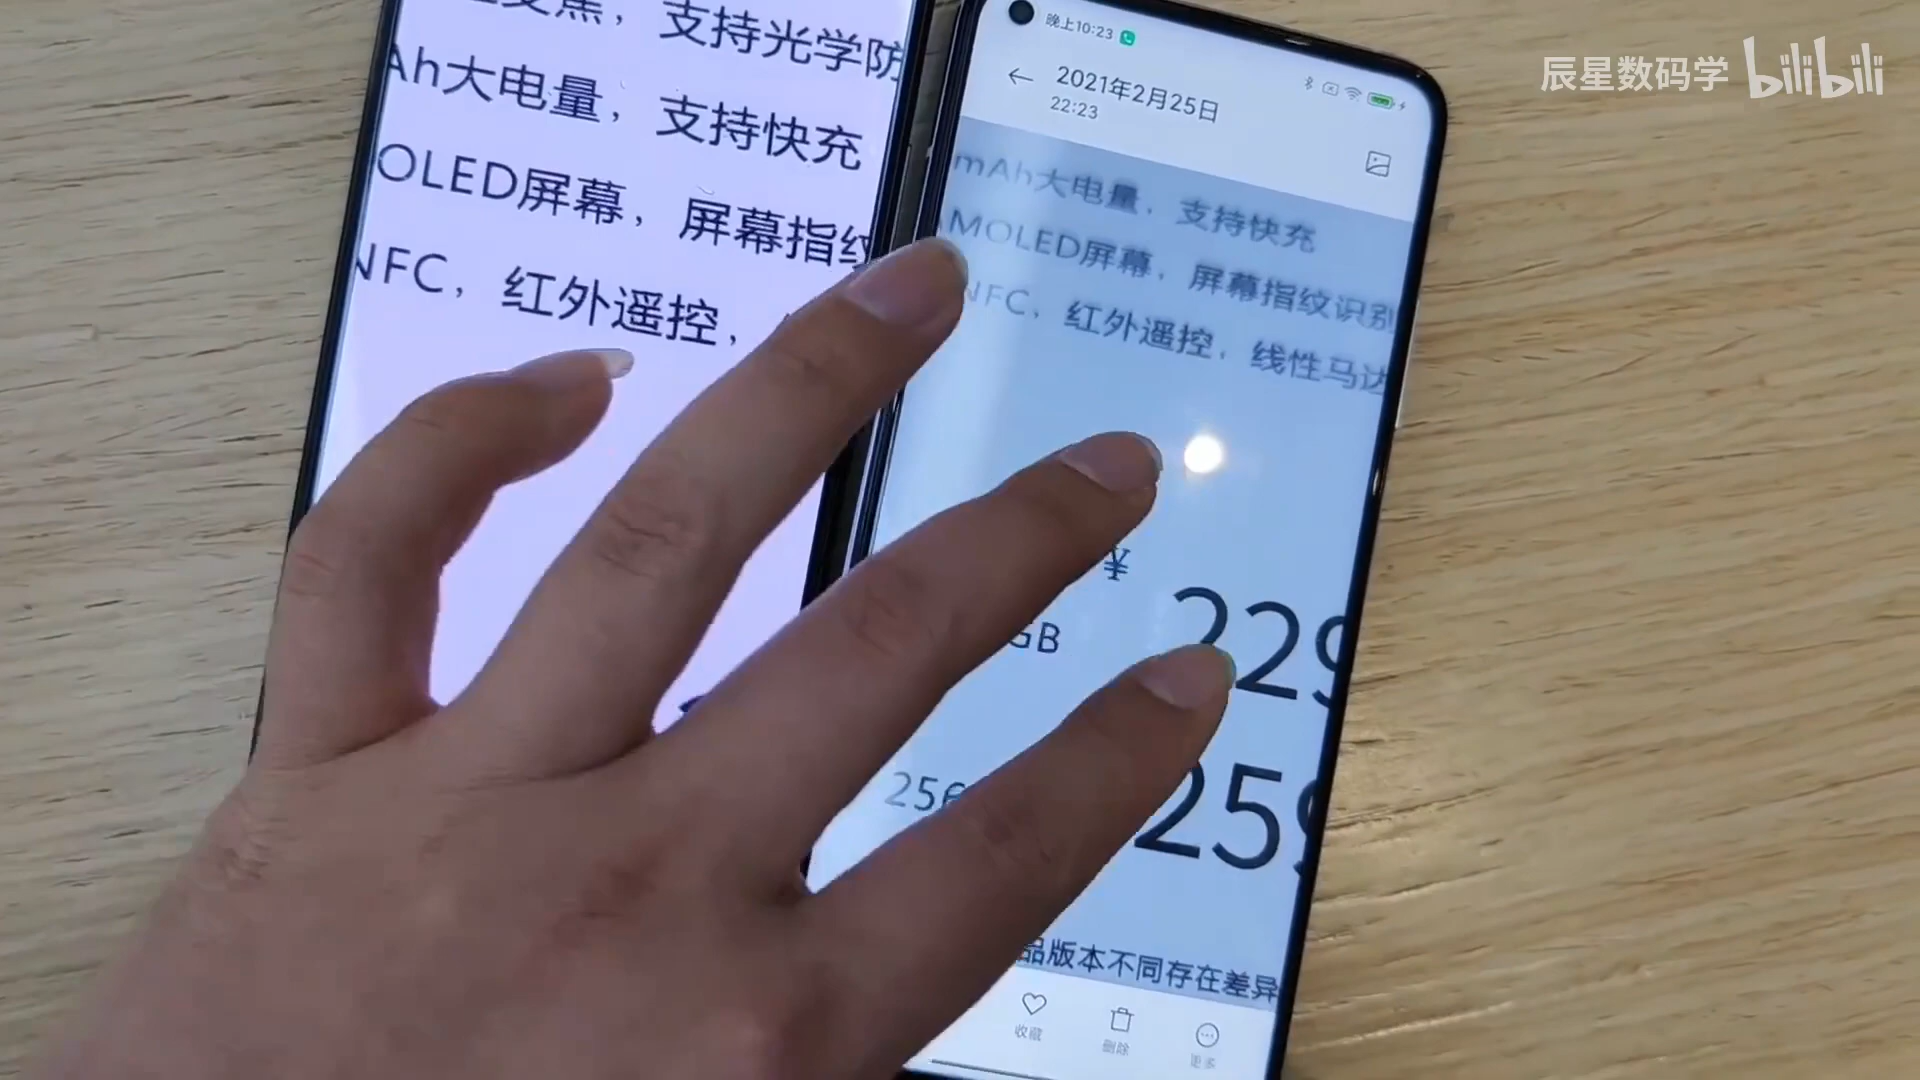 辰星数码学 bilibili
变焦，支持光学防
Ah大电量，支持快充
OLED屏幕，屏幕指纹
NFC，红外遥控，
晚上10:23
2021年2月25日
22:23
mAh大电量，支持快充
AMOLED屏幕，屏幕指纹识别
NFC，红外遥控，线性马达
¥
GB
229
256
259
品版本不同存在差异
收藏
删除
更多